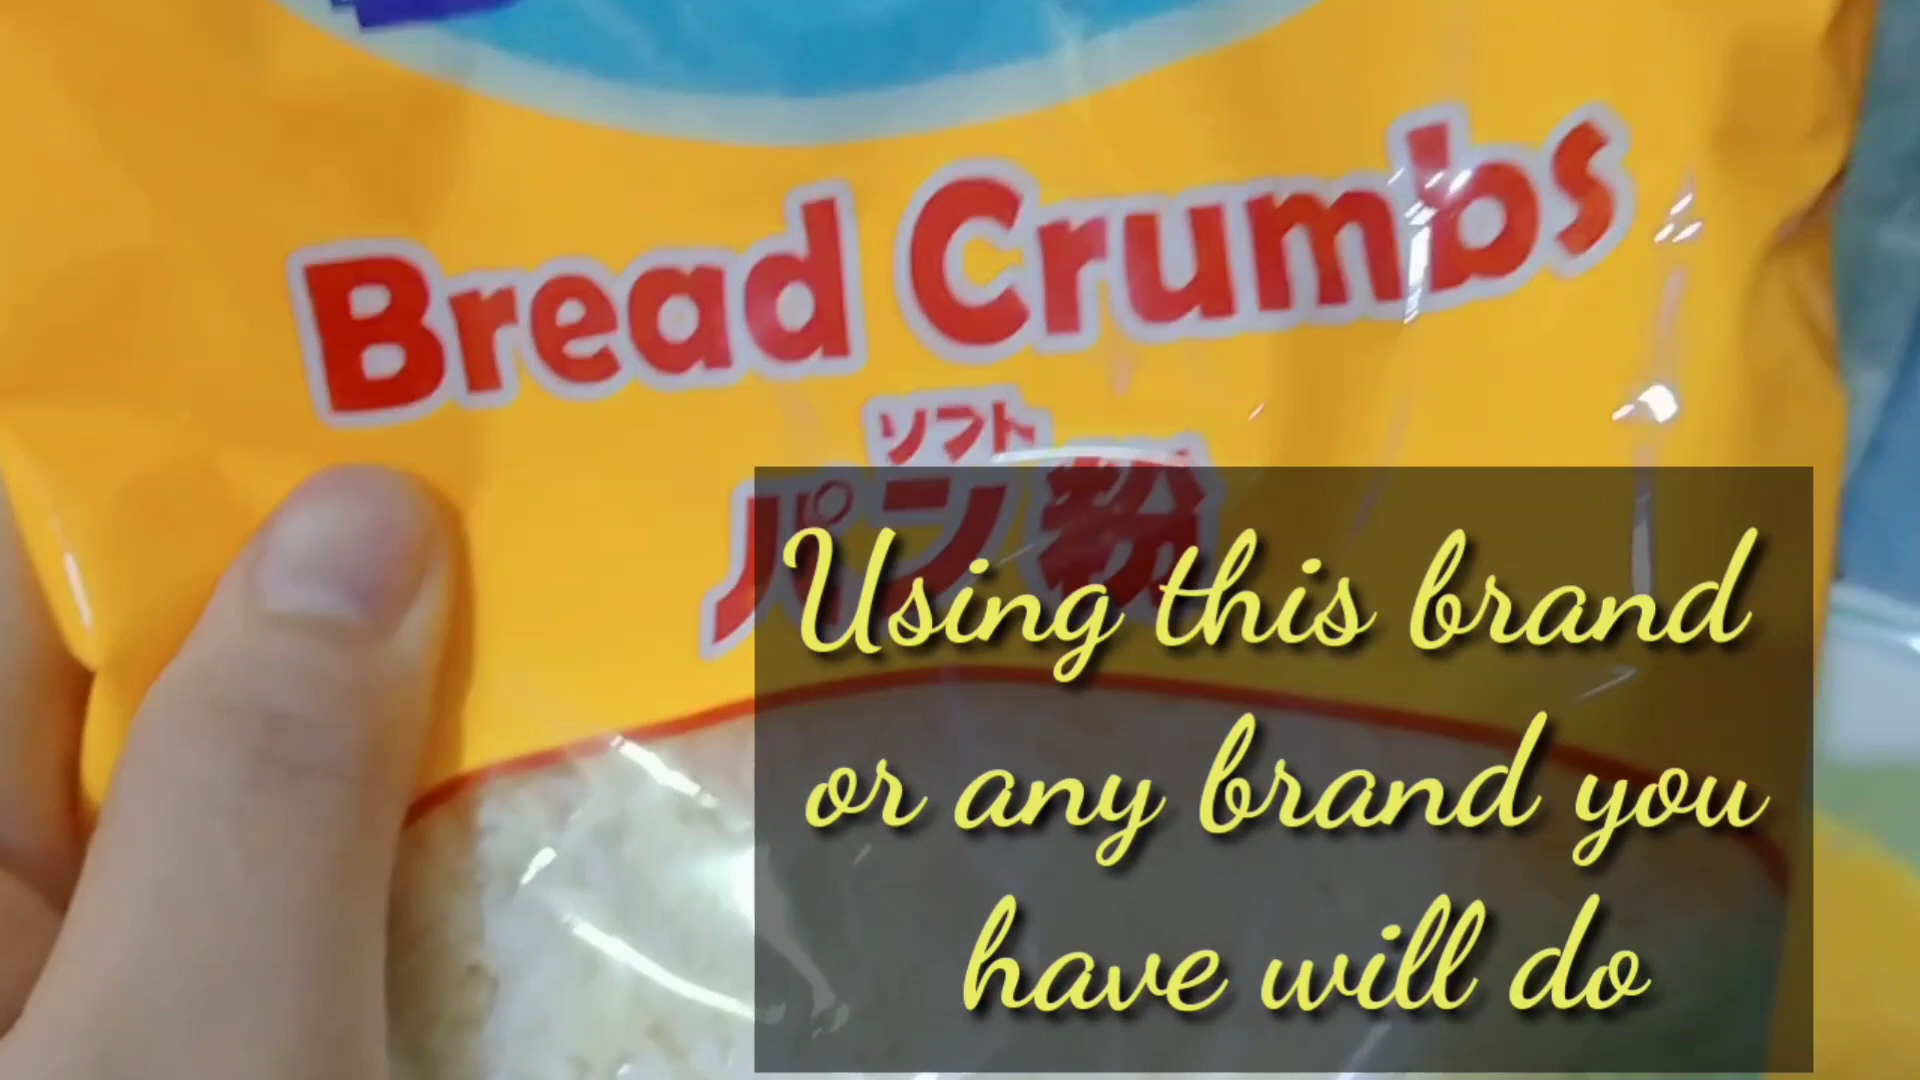 Bread Crumbs
ソフト
パン粉
Using this brand
or any brand you
have will do